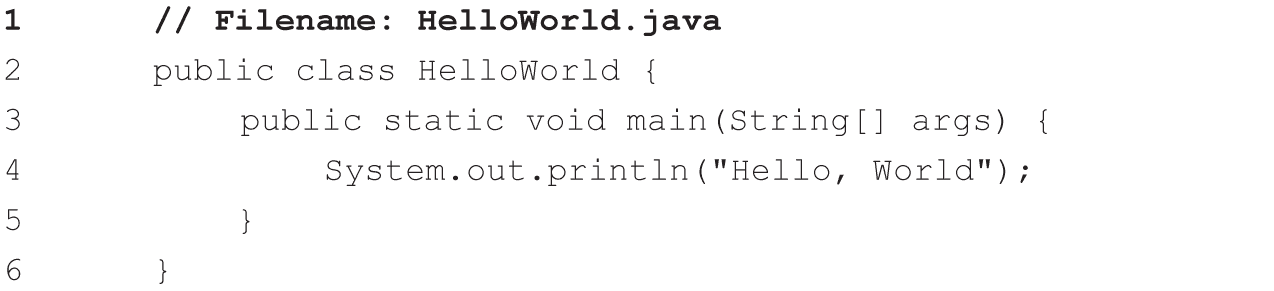 1 // Filename: HelloWorld.java
2 public class HelloWorld {
3 public static void main(String[] args) {
4 System.out.println("Hello, World");
5 }
6 }